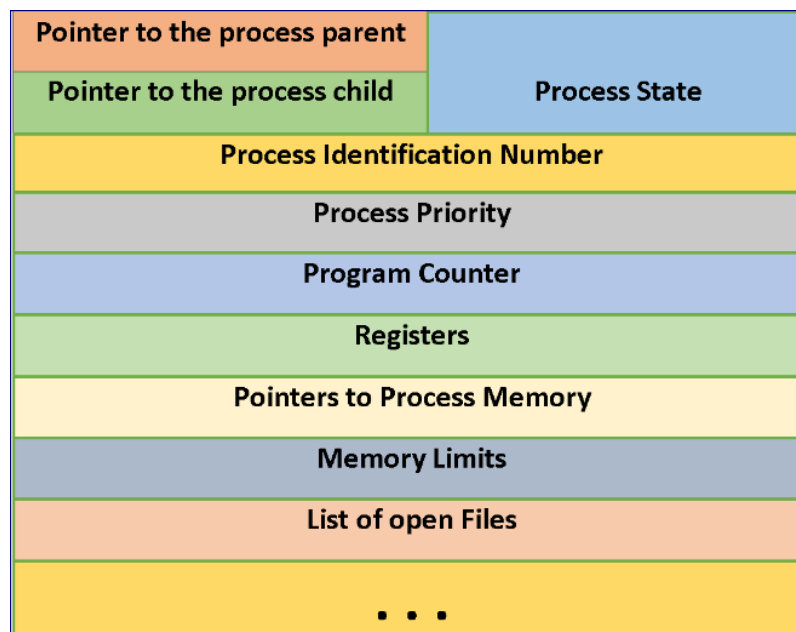 Pointer to the process parent
Pointer to the process child
Process State
Process Identification Number
Process Priority
Program Counter
Registers
Pointers to Process Memory
Memory Limits
List of open Files
. . .